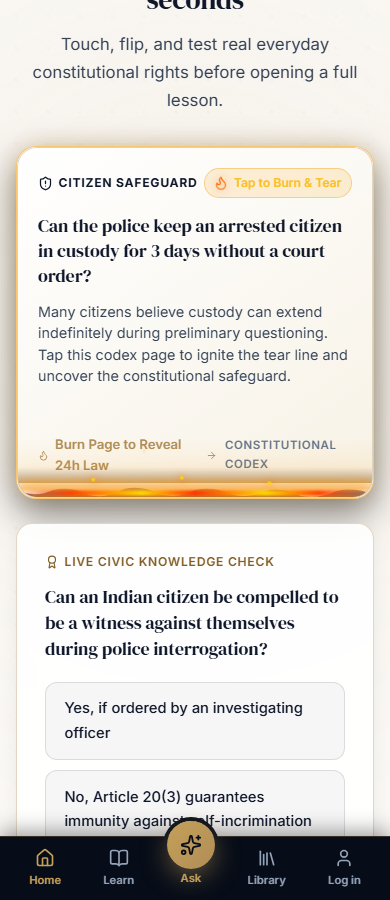 seconds
Touch, flip, and test real everyday
constitutional rights before opening a full
lesson.
CITIZEN SAFEGUARD
Tap to Burn & Tear
Can the police keep an arrested citizen
in custody for 3 days without a court
order?
Many citizens believe custody can extend
indefinitely during preliminary questioning.
Tap this codex page to ignite the tear line and
uncover the constitutional safeguard.
Burn Page to Reveal
24h Law
CONSTITUTIONAL
CODEX
LIVE CIVIC KNOWLEDGE CHECK
Can an Indian citizen be compelled to
be a witness against themselves
during police interrogation?
Yes, if ordered by an investigating
officer
No, Article 20(3) guarantees
immunity against self-incrimination
Home
Learn
Ask
Library
Log in